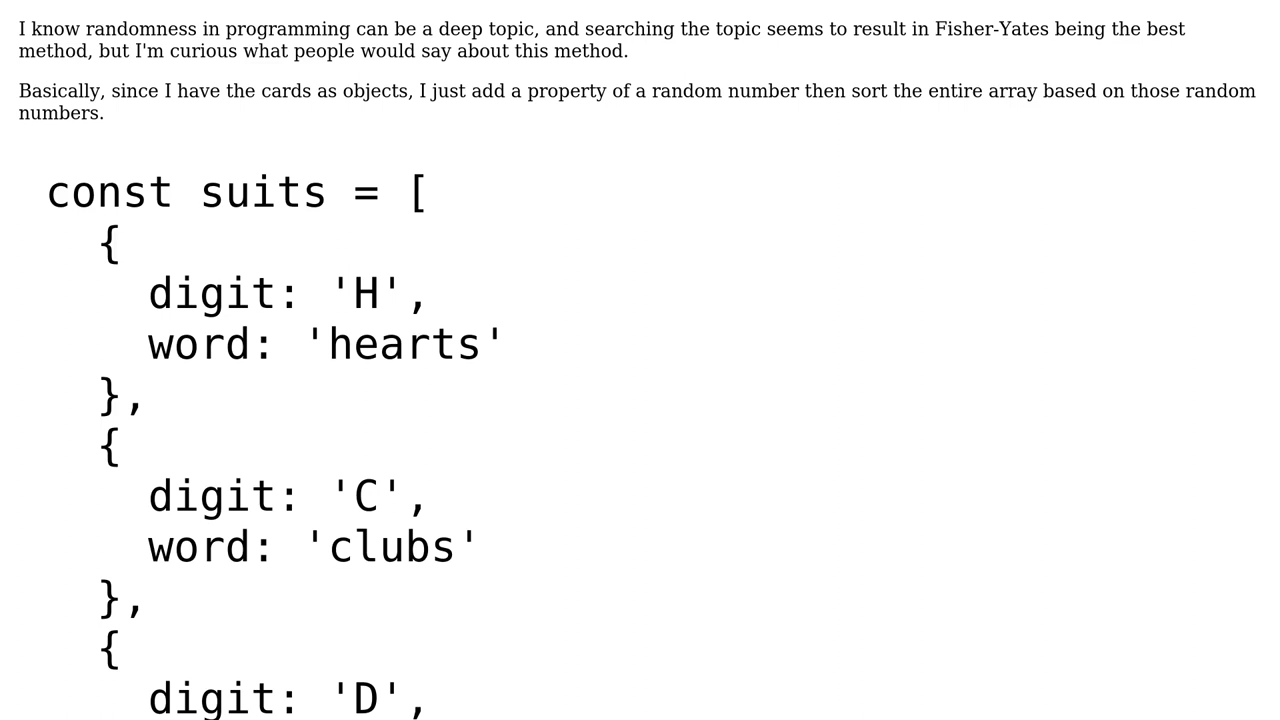 I know randomness in programming can be a deep topic, and searching the topic seems to result in Fisher-Yates being the best
method, but I'm curious what people would say about this method.
Basically, since I have the cards as objects, I just add a property of a random number then sort the entire array based on those random
numbers.
const suits = [
  {
    digit: 'H',
    word: 'hearts'
  },
  {
    digit: 'C',
    word: 'clubs'
  },
  {
    digit: 'D',